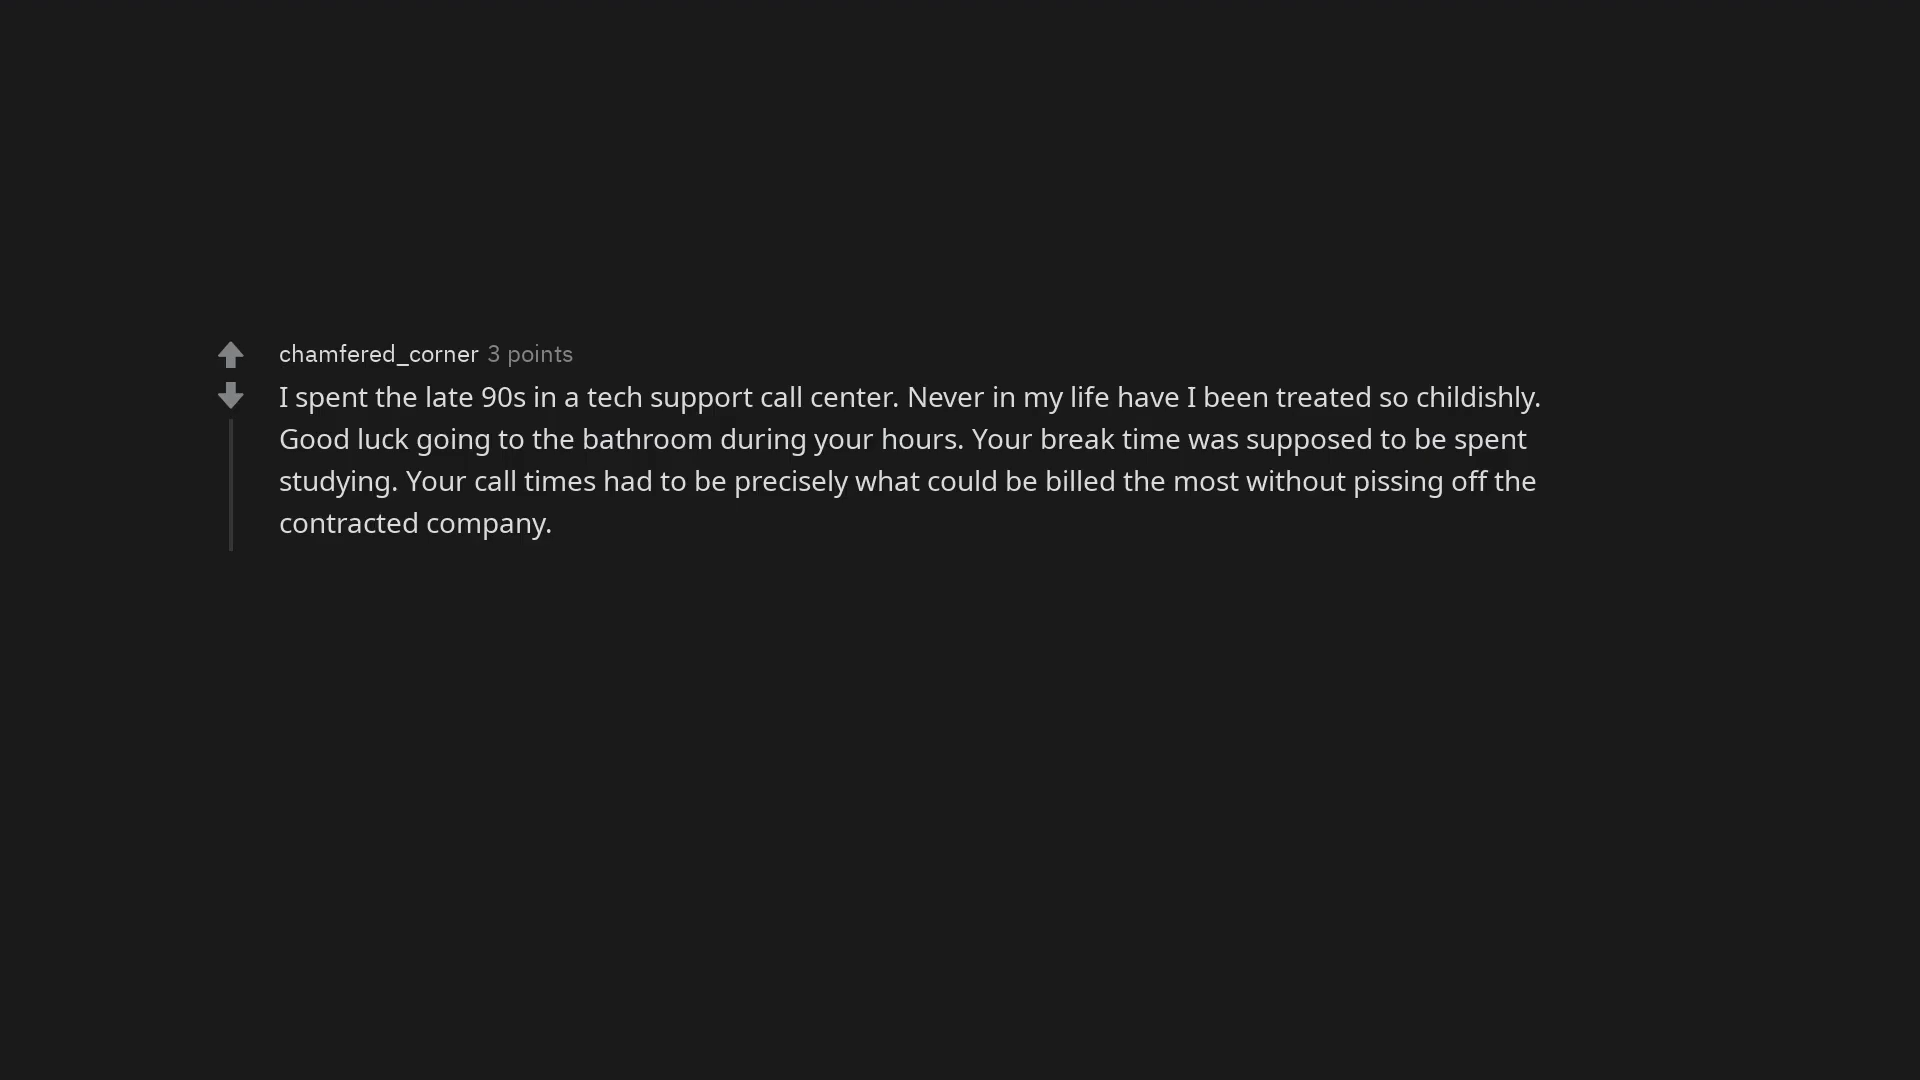 chamfered_corner 3 points
I spent the late 90s in a tech support call center. Never in my life have I been treated so childishly.
Good luck going to the bathroom during your hours. Your break time was supposed to be spent
studying. Your call times had to be precisely what could be billed the most without pissing off the
contracted company.